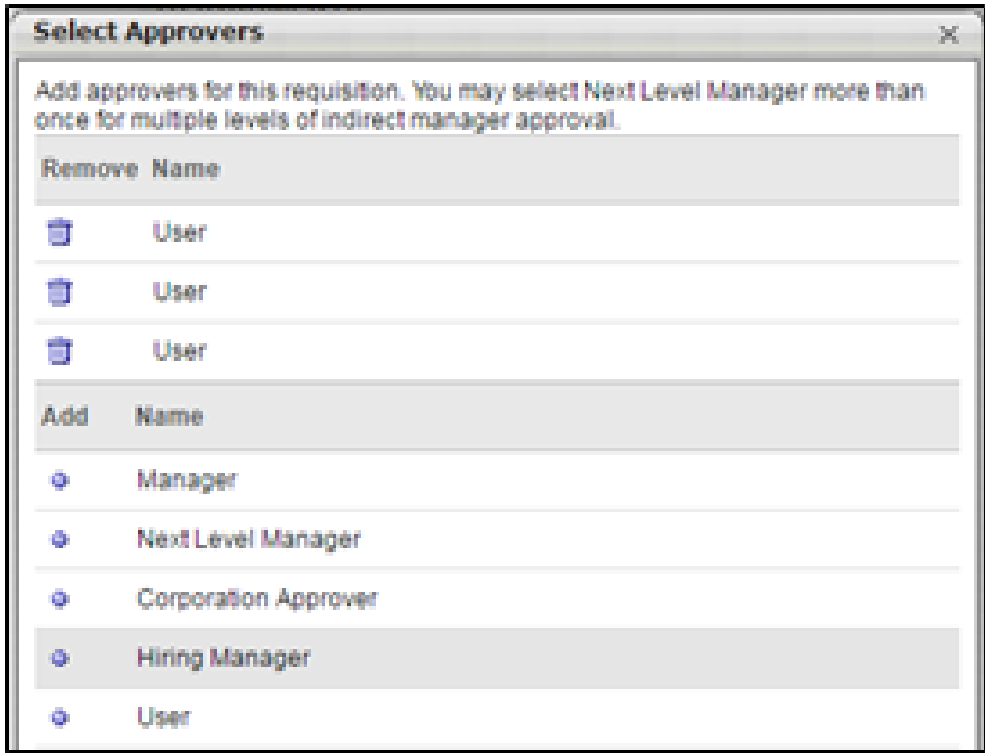 Select Approvers
Add approvers for this requisition. You may select Next Level Manager more than
once for multiple levels of indirect manager approval.
Remove Name
User
User
User
Add Name
Manager
Next Level Manager
Corporation Approver
Hiring Manager
User